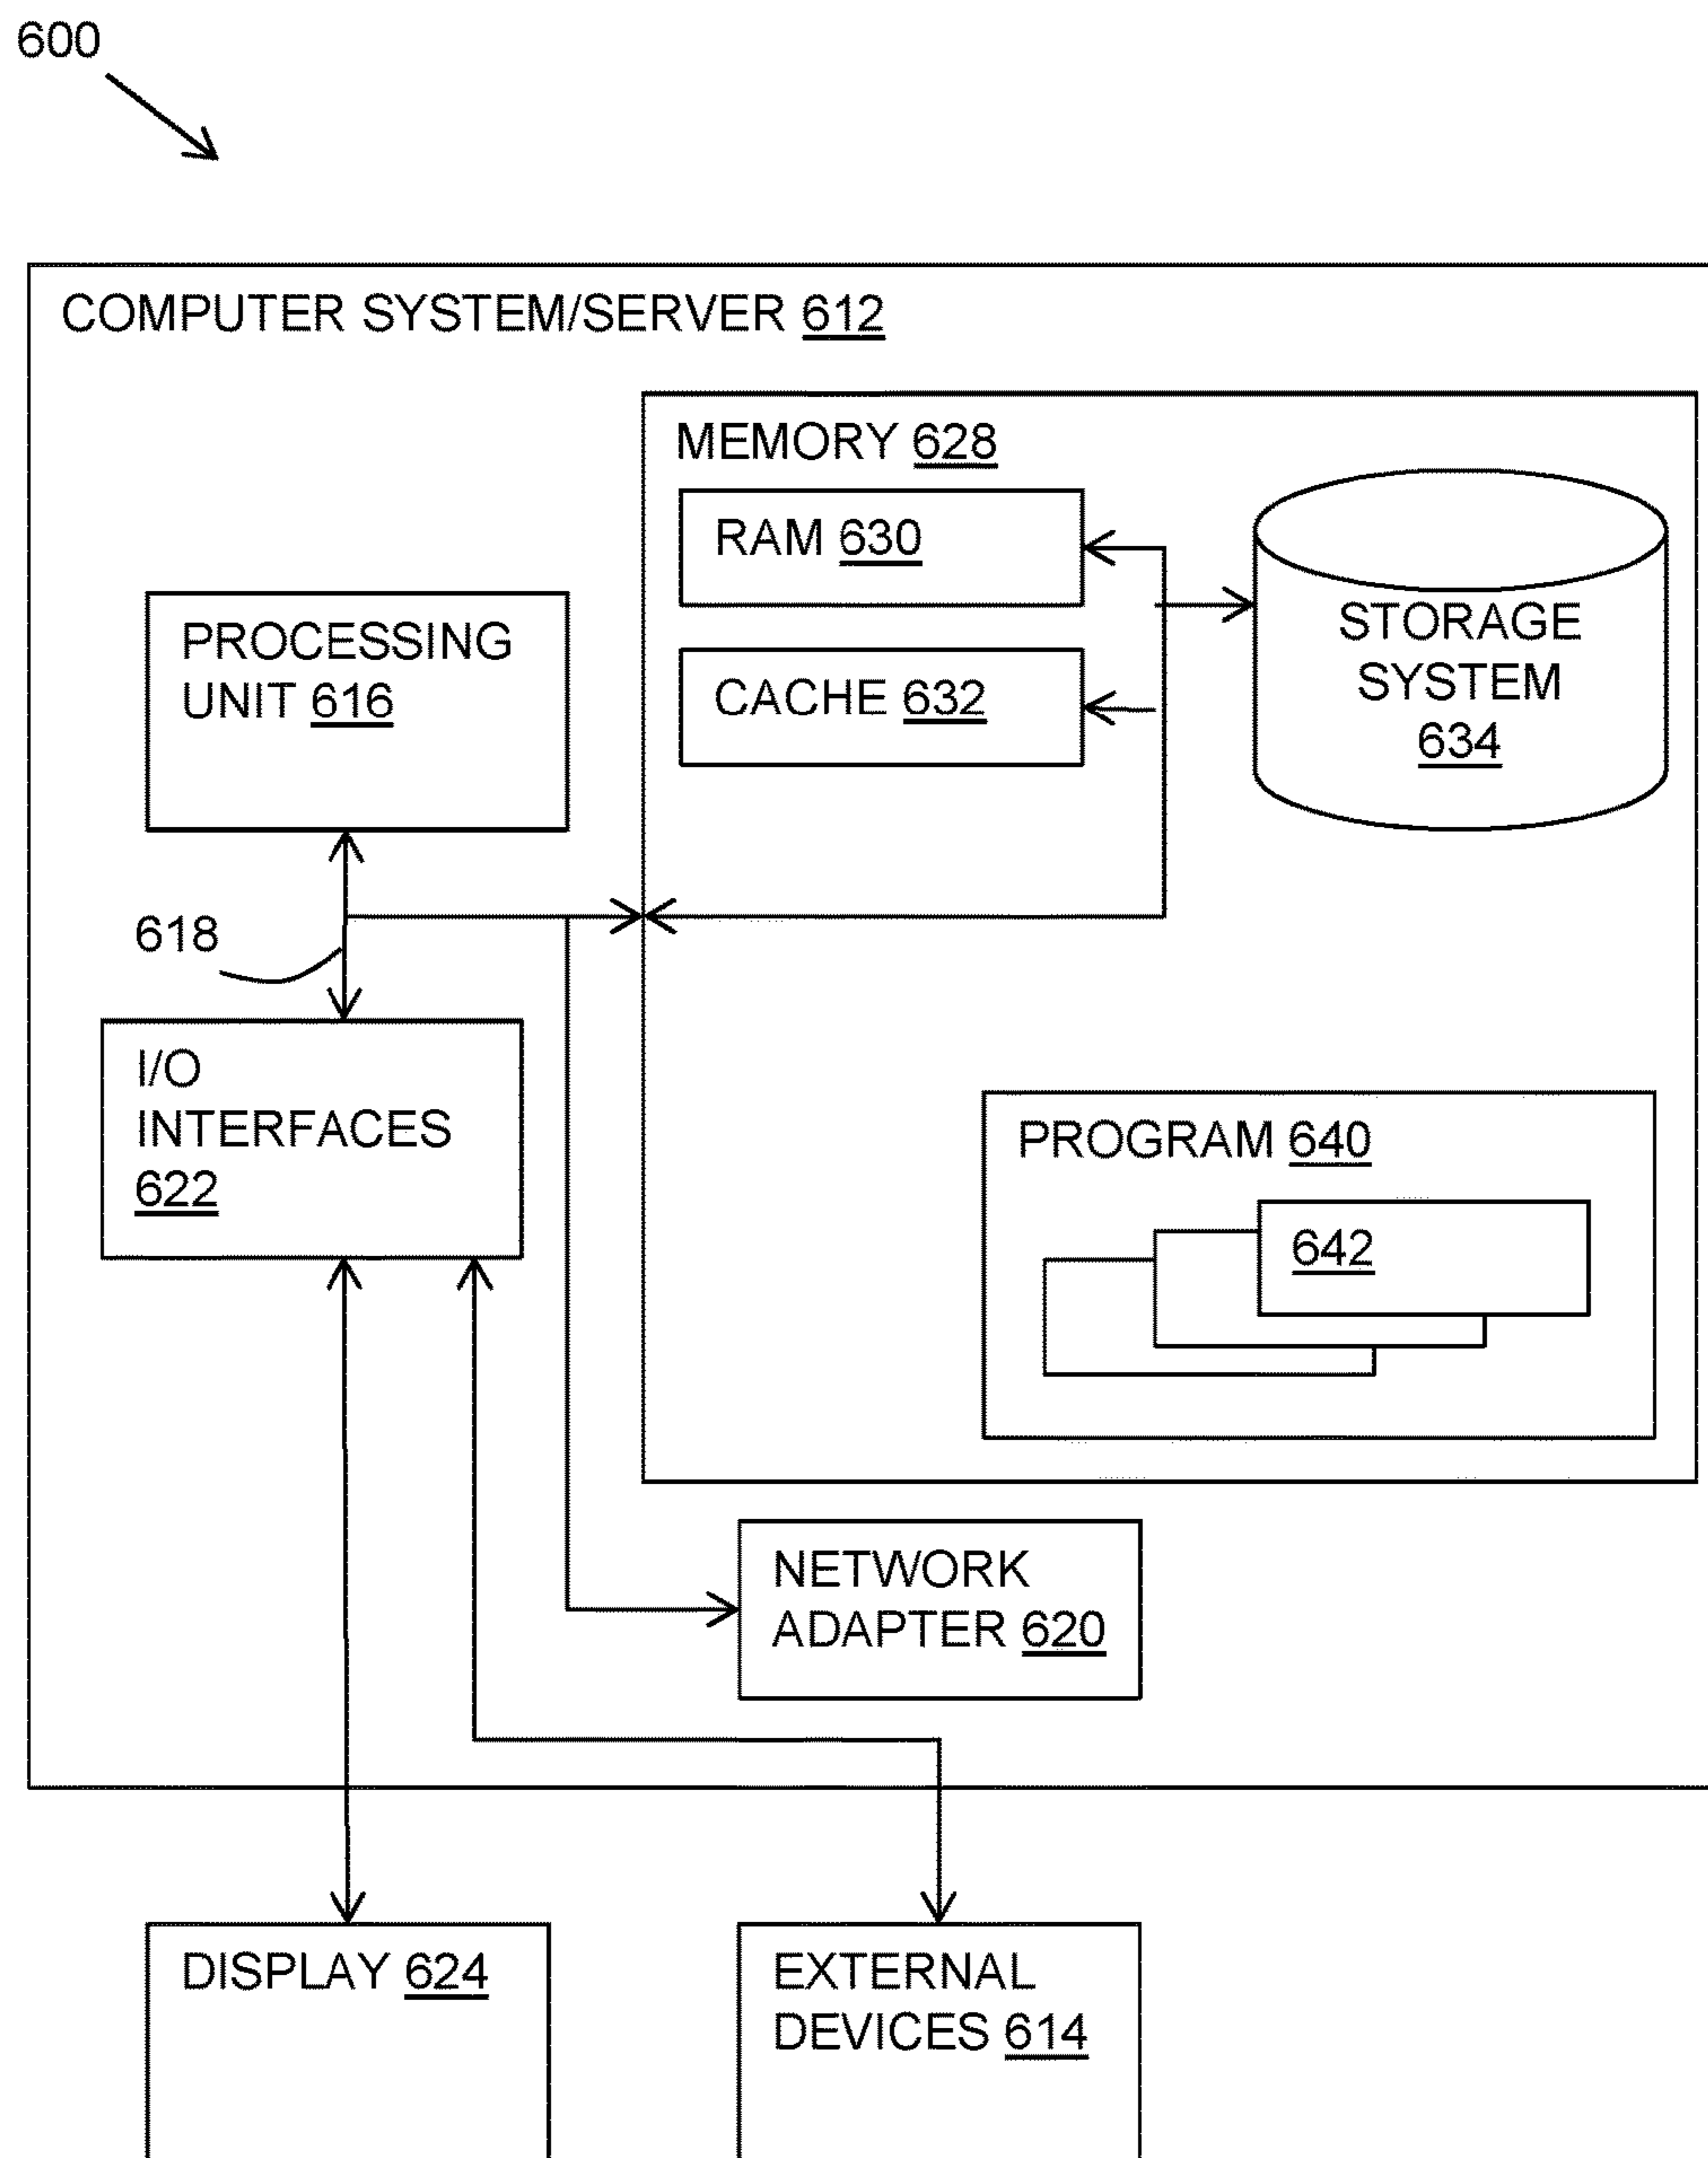 600
COMPUTER SYSTEM/SERVER 612
MEMORY 628
RAM 630
CACHE 632
STORAGE
SYSTEM
634
PROCESSING
UNIT 616
618
I/O
INTERFACES
622
PROGRAM 640
642
NETWORK
ADAPTER 620
DISPLAY 624
EXTERNAL
DEVICES 614